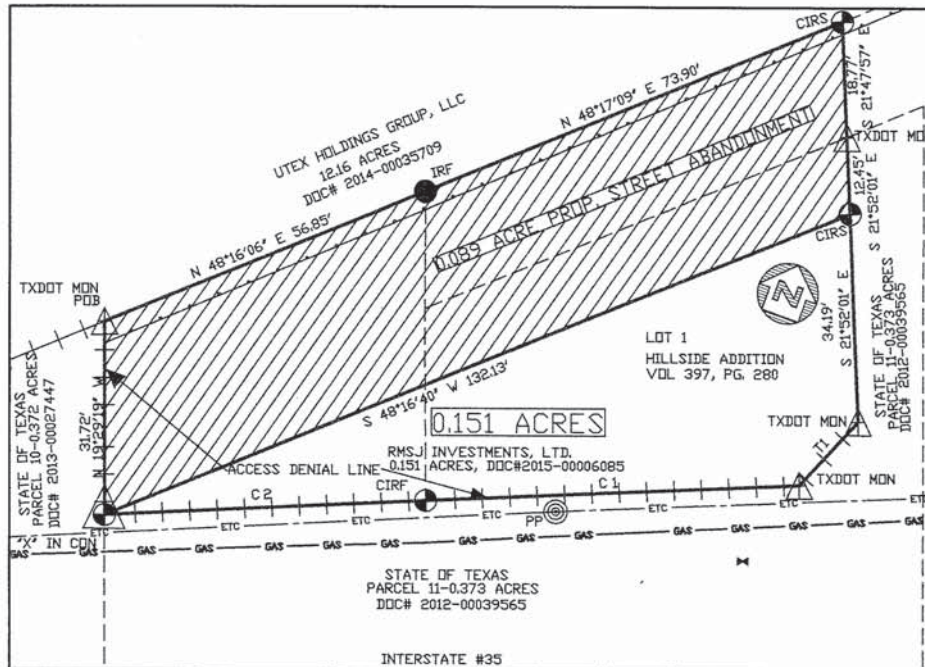 CIRS
18.77'
S 21°47'57" E
N 48°17'09" E 73.90'
UTEX HOLDINGS GROUP, LLC
12.16 ACRES
DOC# 2014-00035709
IRF
TXDOT MON
0.089 ACRE PROP. STREET ABANDONMENT
12.45'
S 21°52'01" E
N 48°16'06" E 56.85'
CIRS
TXDOT MON
POB
N
34.19'
S 21°52'01" E
STATE OF TEXAS
PARCEL 11-0.373 ACRES
DOC# 2012-00039565
LOT 1
HILLSIDE ADDITION
VOL 397, PG. 280
S 48°16'40" W 132.13'
STATE OF TEXAS
PARCEL 10-0.372 ACRES
DOC# 2013-00027447
31.72'
N 19°29'19" W
0.151 ACRES
RMSJ INVESTMENTS, LTD.
0.151 ACRES, DOC#2015-00006085
TXDOT MON
T1
ACCESS DENIAL LINE
CIRF
TXDOT MON
C2
C1
PP
ETC ETC ETC ETC ETC ETC ETC
"X" IN CON
GAS GAS GAS GAS GAS GAS GAS GAS GAS GAS
STATE OF TEXAS
PARCEL 11-0.373 ACRES
DOC# 2012-00039565
INTERSTATE #35